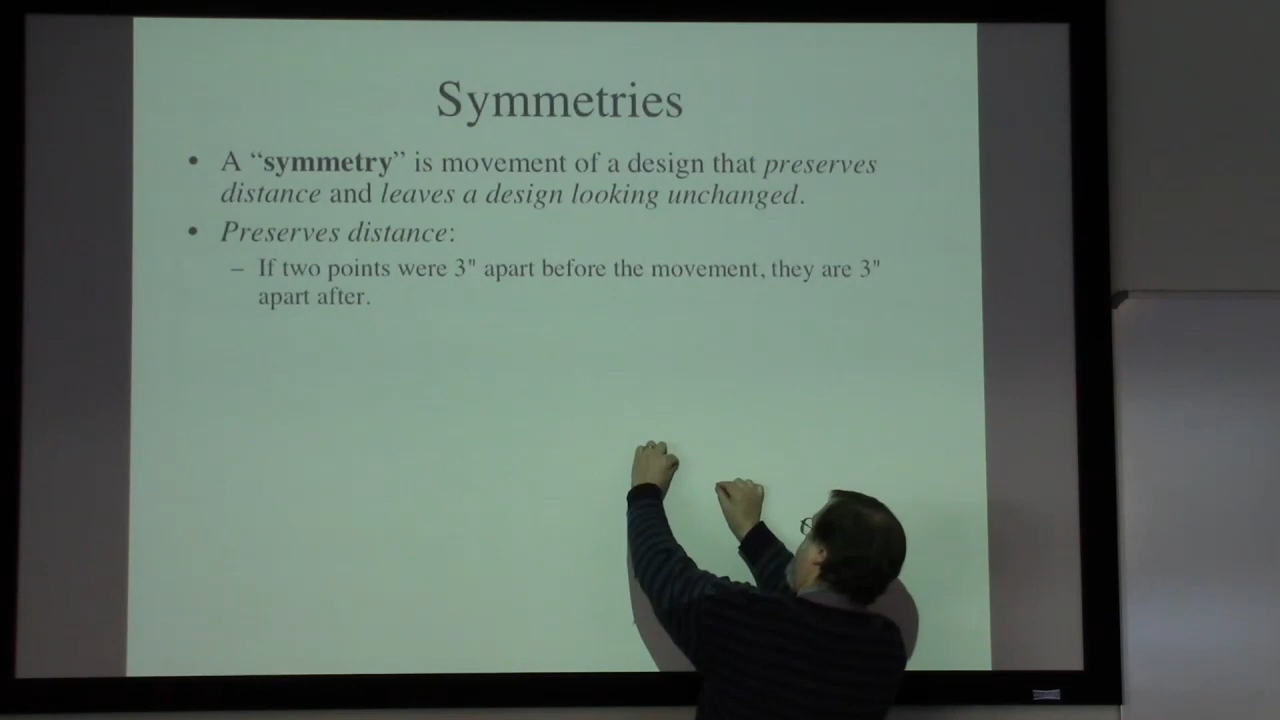 Symmetries
• A “symmetry” is movement of a design that preserves
distance and leaves a design looking unchanged.
• Preserves distance:
– If two points were 3" apart before the movement, they are 3"
apart after.